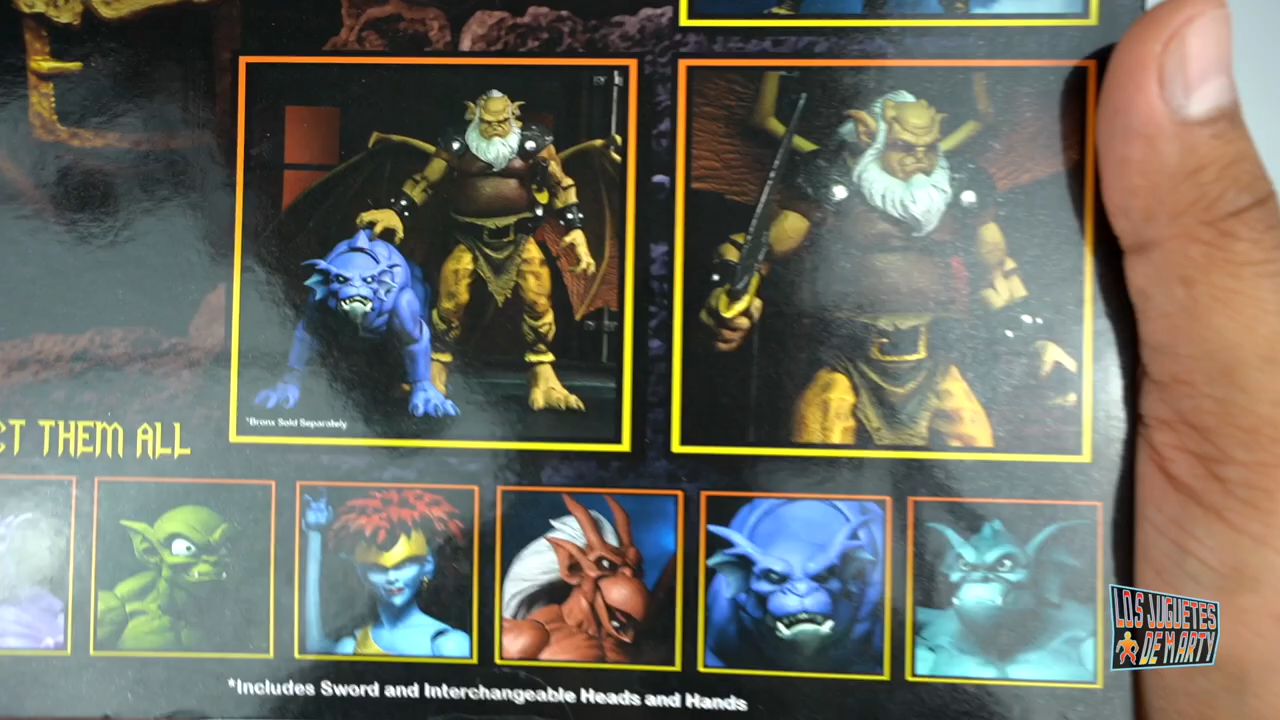 *Bronx Sold Separately
CT THEM ALL
*Includes Sword and Interchangeable Heads and Hands
LOS JUGUETES
DE MARTY